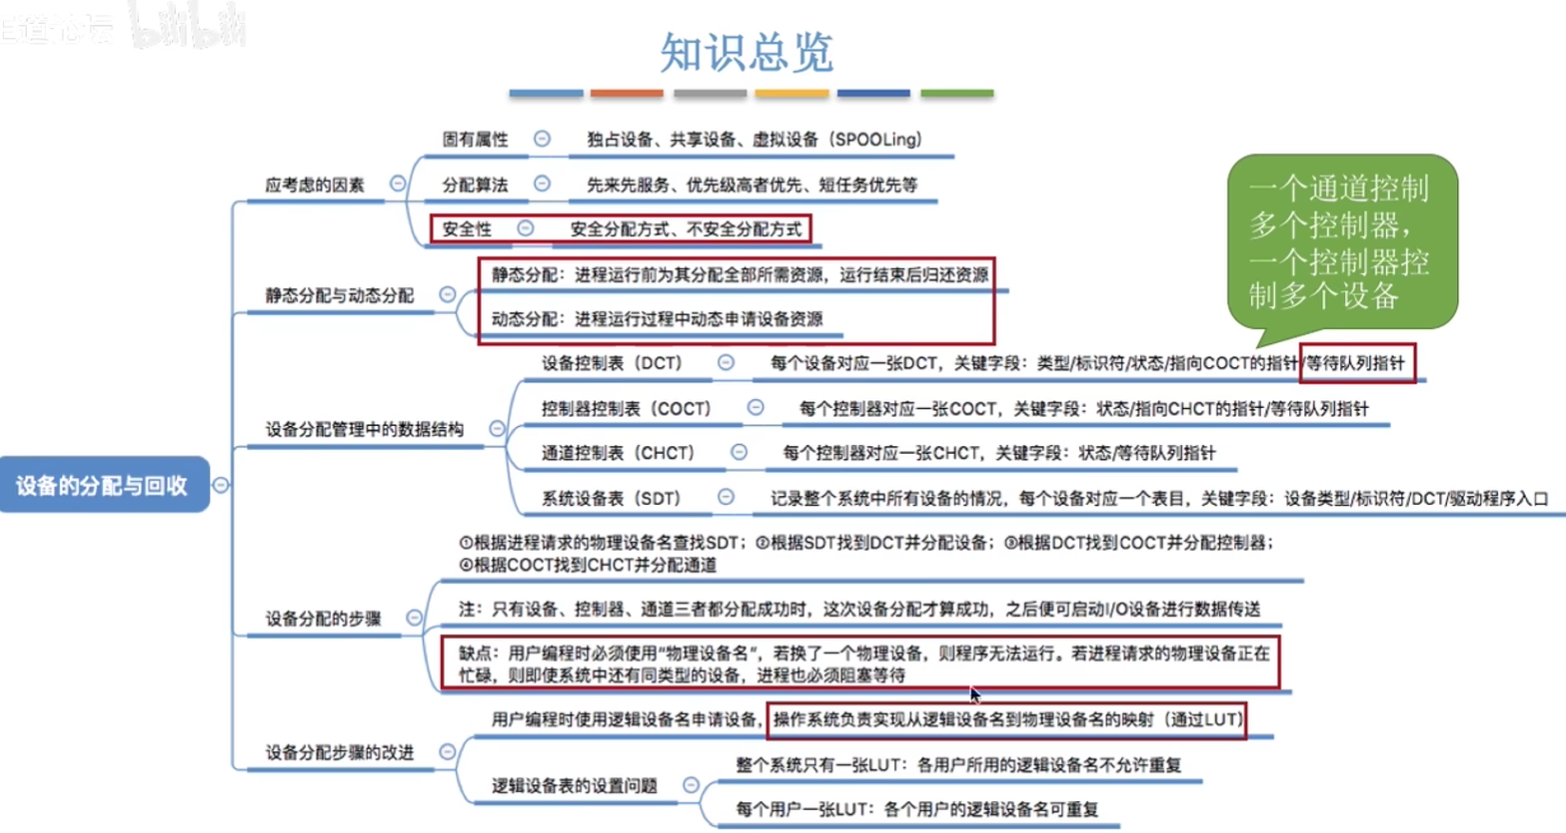 王道论坛 bilibili
知识总览
固有属性
独占设备、共享设备、虚拟设备（SPOOLing）
应考虑的因素
分配算法
先来先服务、优先级高者优先、短任务优先等
安全性
安全分配方式、不安全分配方式
静态分配与动态分配
静态分配：进程运行前为其分配全部所需资源，运行结束后归还资源
动态分配：进程运行过程中动态申请设备资源
一个通道控制
多个控制器，
一个控制器控
制多个设备
设备分配管理中的数据结构
设备控制表（DCT）
每个设备对应一张DCT，关键字段：类型/标识符/状态/指向COCT的指针/等待队列指针
控制器控制表（COCT）
每个控制器对应一张COCT，关键字段：状态/指向CHCT的指针/等待队列指针
通道控制表（CHCT）
每个控制器对应一张CHCT，关键字段：状态/等待队列指针
系统设备表（SDT）
记录整个系统中所有设备的情况，每个设备对应一个表目，关键字段：设备类型/标识符/DCT/驱动程序入口
设备的分配与回收
设备分配的步骤
①根据进程请求的物理设备名查找SDT；②根据SDT找到DCT并分配设备；③根据DCT找到COCT并分配控制器；
④根据COCT找到CHCT并分配通道
注：只有设备、控制器、通道三者都分配成功时，这次设备分配才算成功，之后便可启动I/O设备进行数据传送
缺点：用户编程时必须使用“物理设备名”，若换了一个物理设备，则程序无法运行。若进程请求的物理设备正在
忙碌，则即使系统中还有同类型的设备，进程也必须阻塞等待
设备分配步骤的改进
用户编程时使用逻辑设备名申请设备，操作系统负责实现从逻辑设备名到物理设备名的映射（通过LUT）
逻辑设备表的设置问题
整个系统只有一张LUT：各用户所用的逻辑设备名不允许重复
每个用户一张LUT：各个用户的逻辑设备名可重复